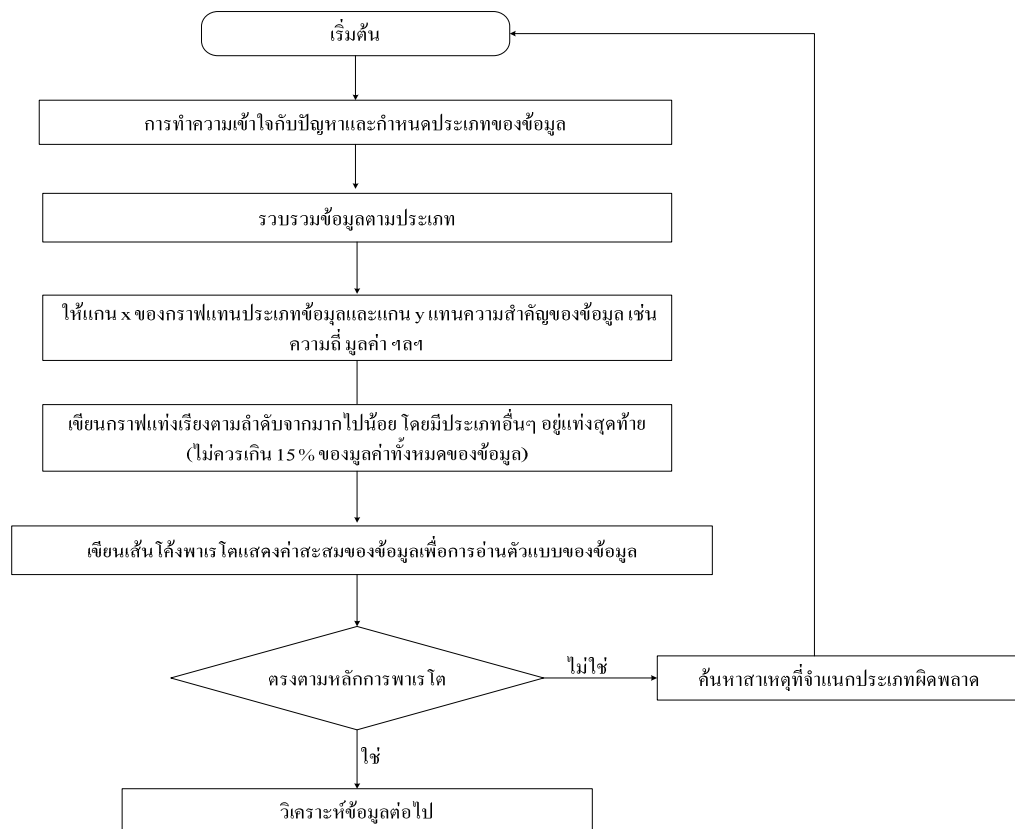 เริ่มต้น
การทำความเข้าใจกับปัญหาและกำหนดประเภทของข้อมูล
รวบรวมข้อมูลตามประเภท
ให้แกน x ของกราฟแทนประเภทข้อมุลและแกน y แทนความสำคัญของข้อมูล เช่น
ความถี่ มูลค่า ฯลฯ
เขียนกราฟแท่งเรียงตามลำดับจากมากไปน้อย โดยมีประเภทอื่นๆ อยู่แท่งสุดท้าย
(ไม่ควรเกิน 15% ของมูลค่าทั้งหมดของข้อมูล)
เขียนเส้นโค้งพาเรโตแสดงค่าสะสมของข้อมูลเพื่อการอ่านตัวแบบของข้อมูล
ตรงตามหลักการพาเรโต
ไม่ใช่
ค้นหาสาเหตุที่จำแนกประเภทผิดพลาด
ใช่
วิเคราะห์ข้อมูลต่อไป